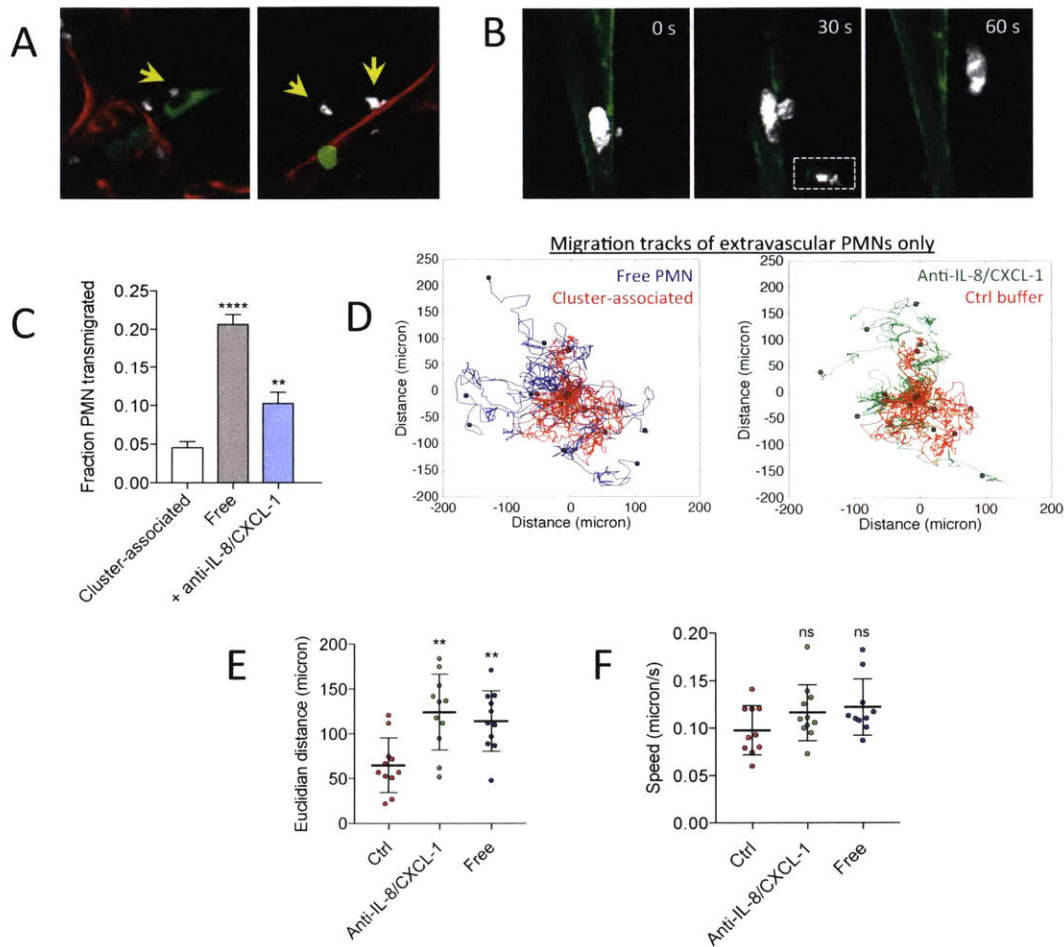 A
B
0 s
30 s
60 s
C
Fraction PMN transmigrated
0.25
0.20
0.15
0.10
0.05
0.00
****
**
Cluster-associated
Free
+ anti-IL-8/CXCL-1
D
Migration tracks of extravascular PMNs only
Free PMN
Cluster-associated
Distance (micron)
250
200
150
100
50
0
-50
-100
-150
-200
-200
-100
0
100
200
Distance (micron)
Anti-IL-8/CXCL-1
Ctrl buffer
Distance (micron)
250
200
150
100
50
0
-50
-100
-150
-200
-200
-100
0
100
200
Distance (micron)
E
Euclidian distance (micron)
200
150
100
50
0
**
**
Ctrl
Anti-IL-8/CXCL-1
Free
F
Speed (micron/s)
0.20
0.15
0.10
0.05
0.00
ns
ns
Ctrl
Anti-IL-8/CXCL-1
Free